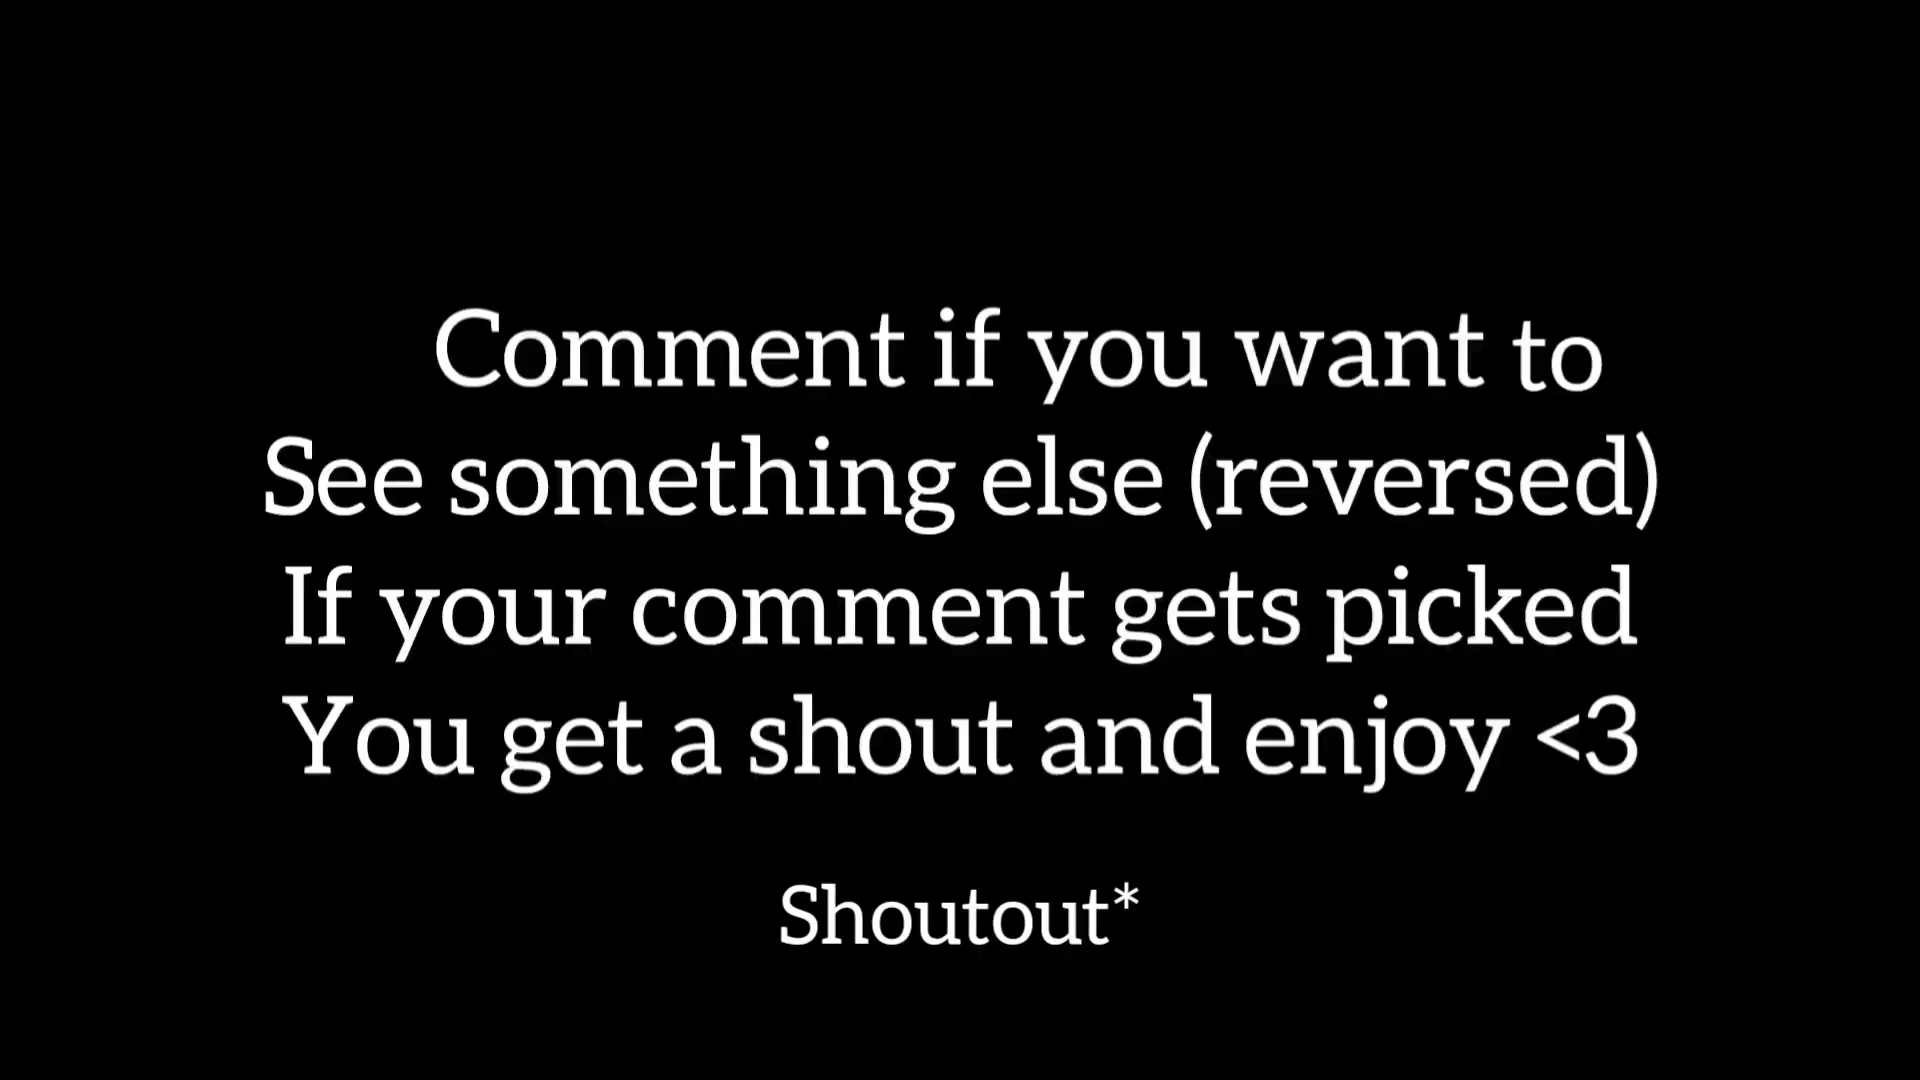 Comment if you want to
See something else (reversed)
If your comment gets picked
You get a shout and enjoy <3
Shoutout*